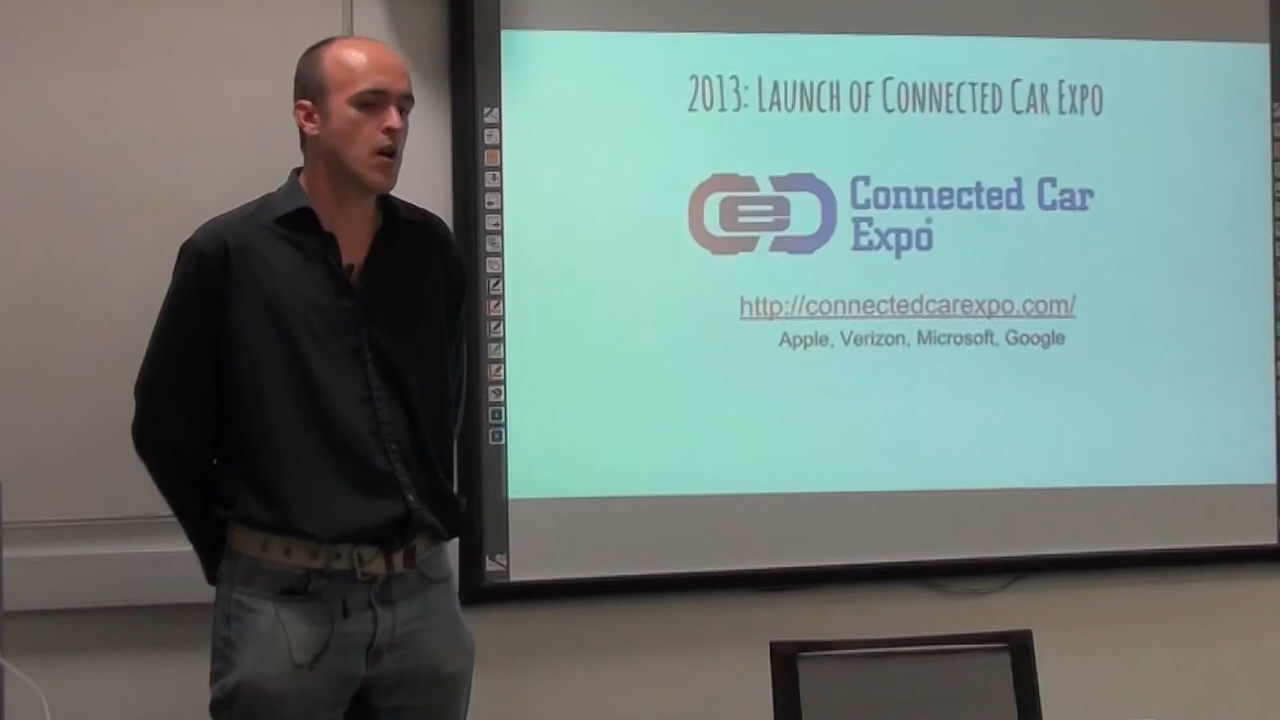 2013: LAUNCH OF CONNECTED CAR EXPO
Connected Car
Expo
http://connectedcarexpo.com/
Apple, Verizon, Microsoft, Google